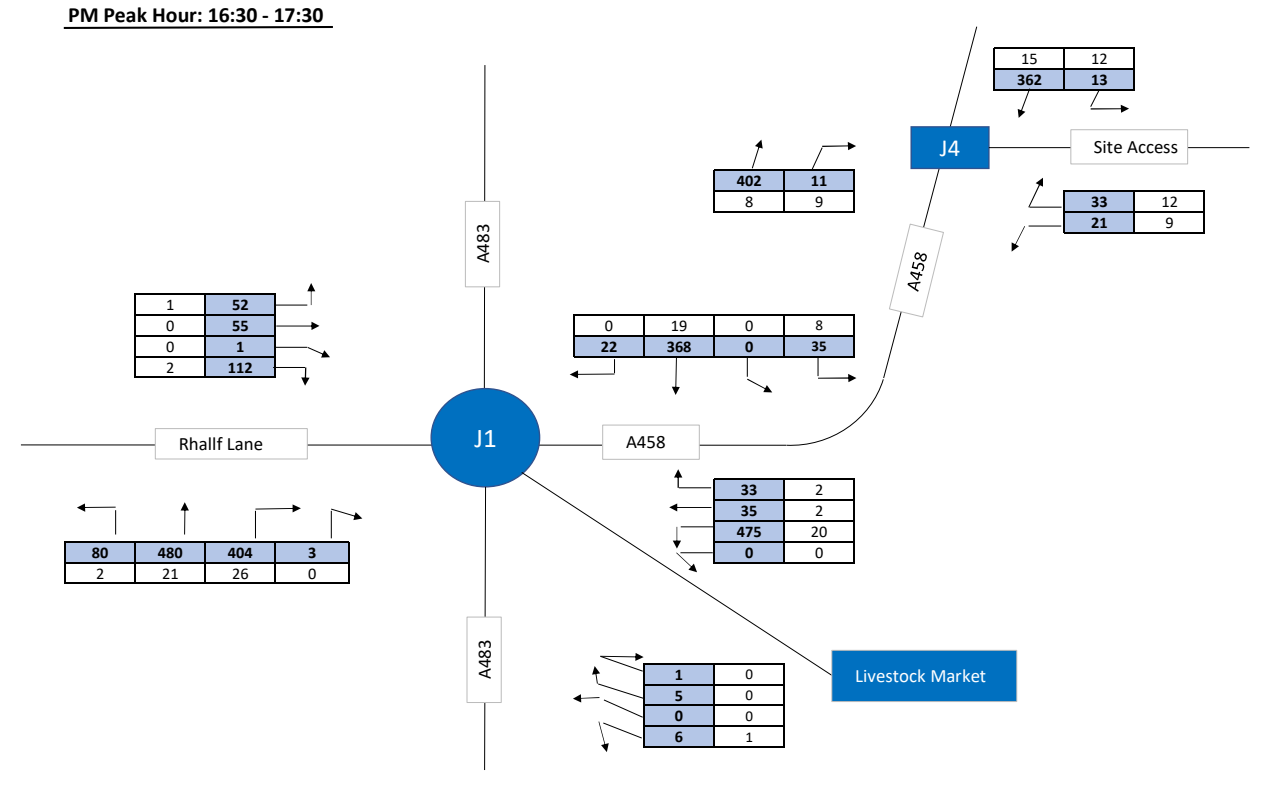 PM Peak Hour: 16:30 - 17:30
15 12
362 13
J4
Site Access
402 11
8 9
33 12
21 9
A483
A458
1 52
0 55
0 1
2 112
0 19 0 8
22 368 0 35
J1
Rhallf Lane
A458
33 2
35 2
475 20
0 0
80 480 404 3
2 21 26 0
A483
1 0
5 0
0 0
6 1
Livestock Market